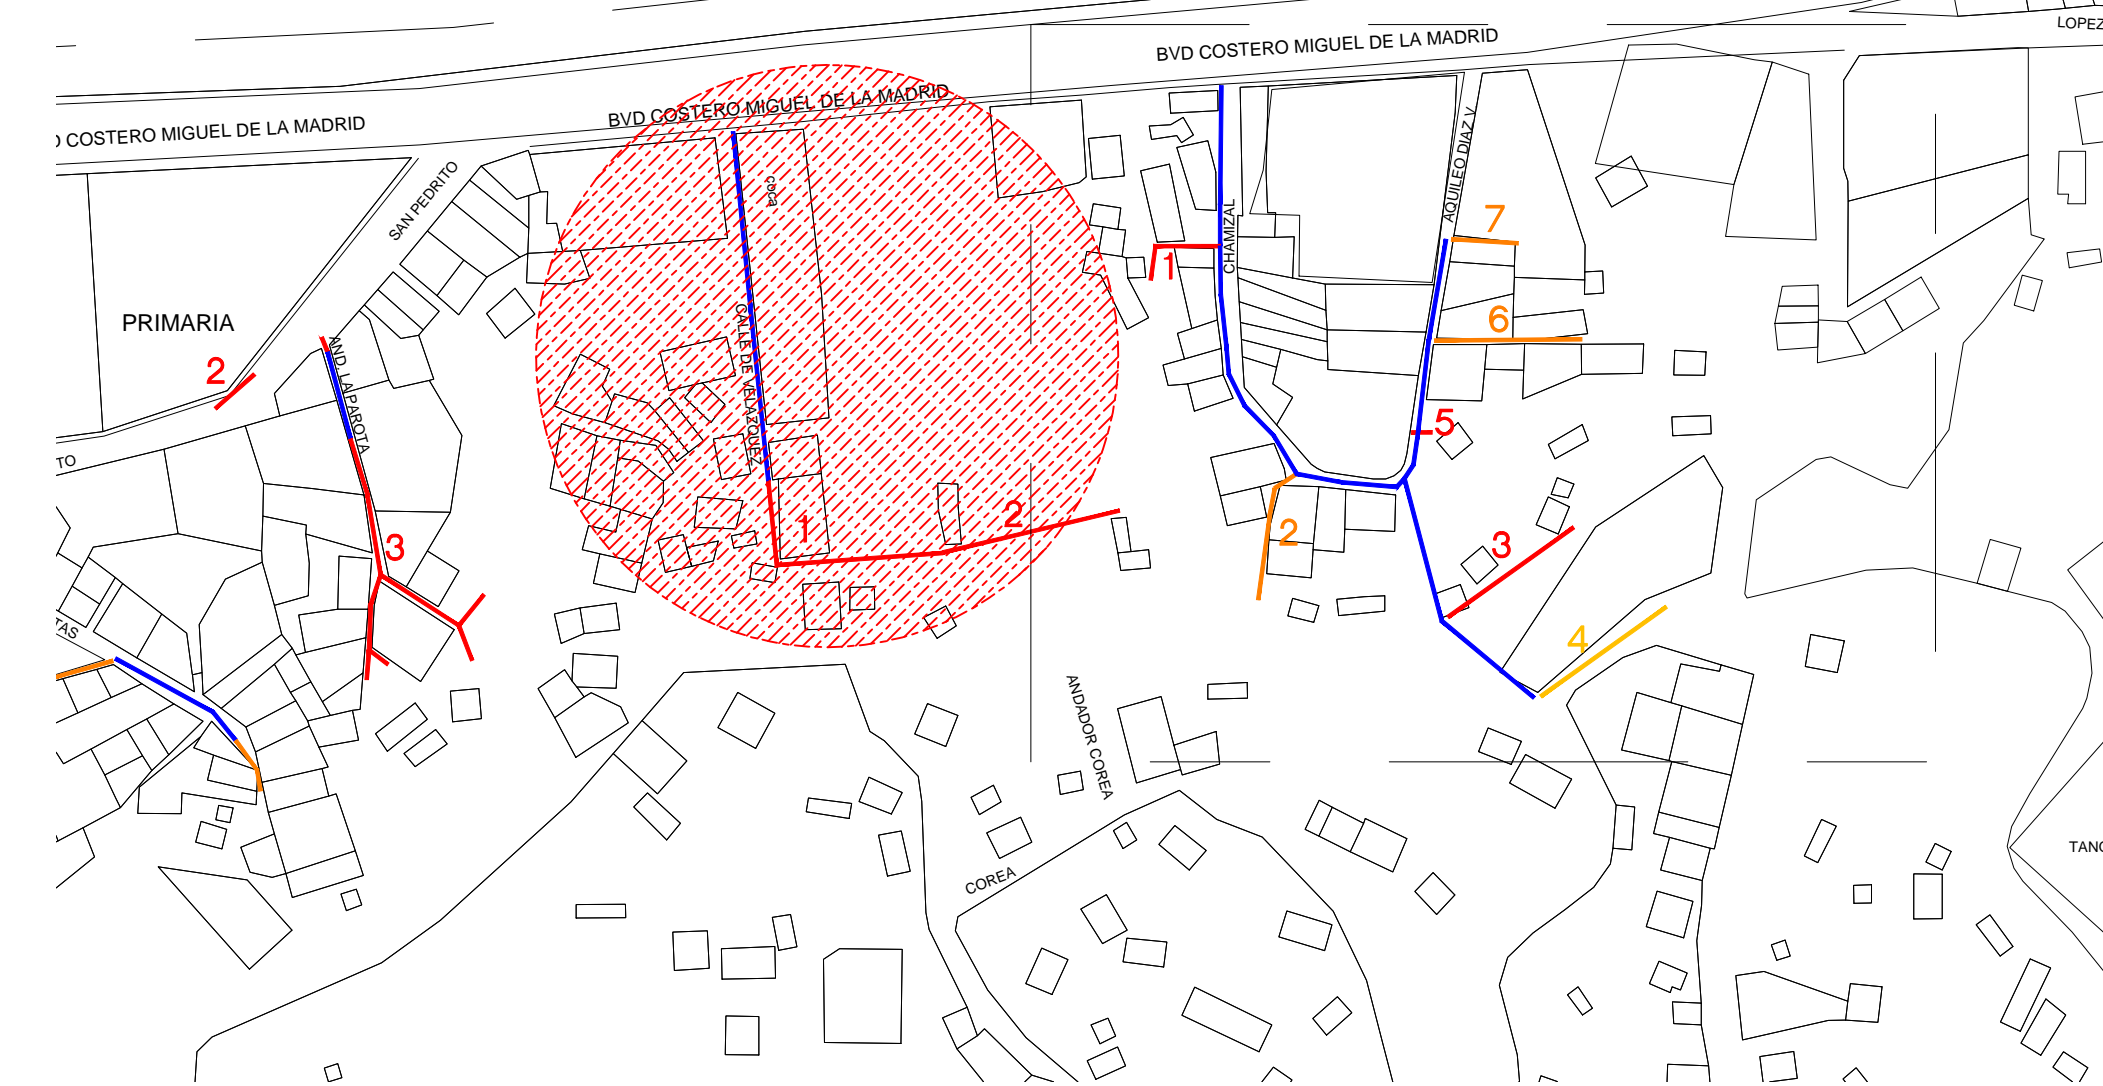 LOPEZ
BVD COSTERO MIGUEL DE LA MADRID
BVD COSTERO MIGUEL DE LA MADRID
D COSTERO MIGUEL DE LA MADRID
SAN PEDRITO
coca
AQUILEO DIAZ V.
CHAMIZAL
7
1
6
PRIMARIA
2
AND. LA PAROTA
CALLE DE VELAZQUEZ
5
TO
2
1
2
3
3
TAS
4
ANDADOR COREA
COREA
TANG